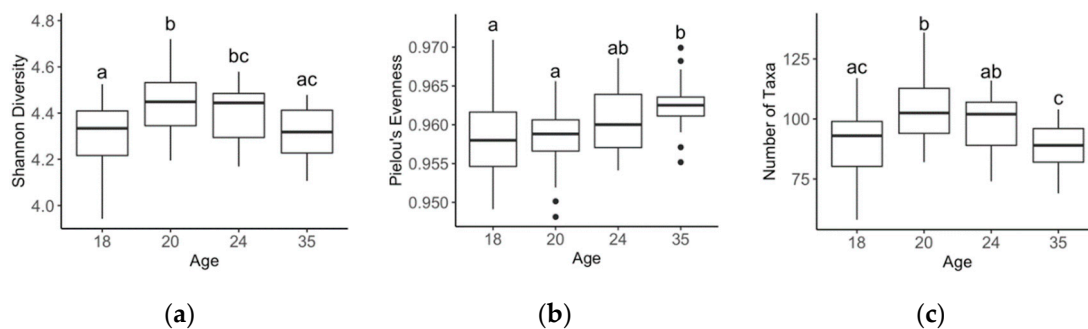 4.8
4.6
4.4
4.2
4.0
Shannon Diversity
a
b
bc
ac
18
20
24
35
Age
(a)
0.970
0.965
0.960
0.955
0.950
Pielou's Evenness
a
a
ab
b
18
20
24
35
Age
(b)
125
100
75
Number of Taxa
ac
b
ab
c
18
20
24
35
Age
(c)